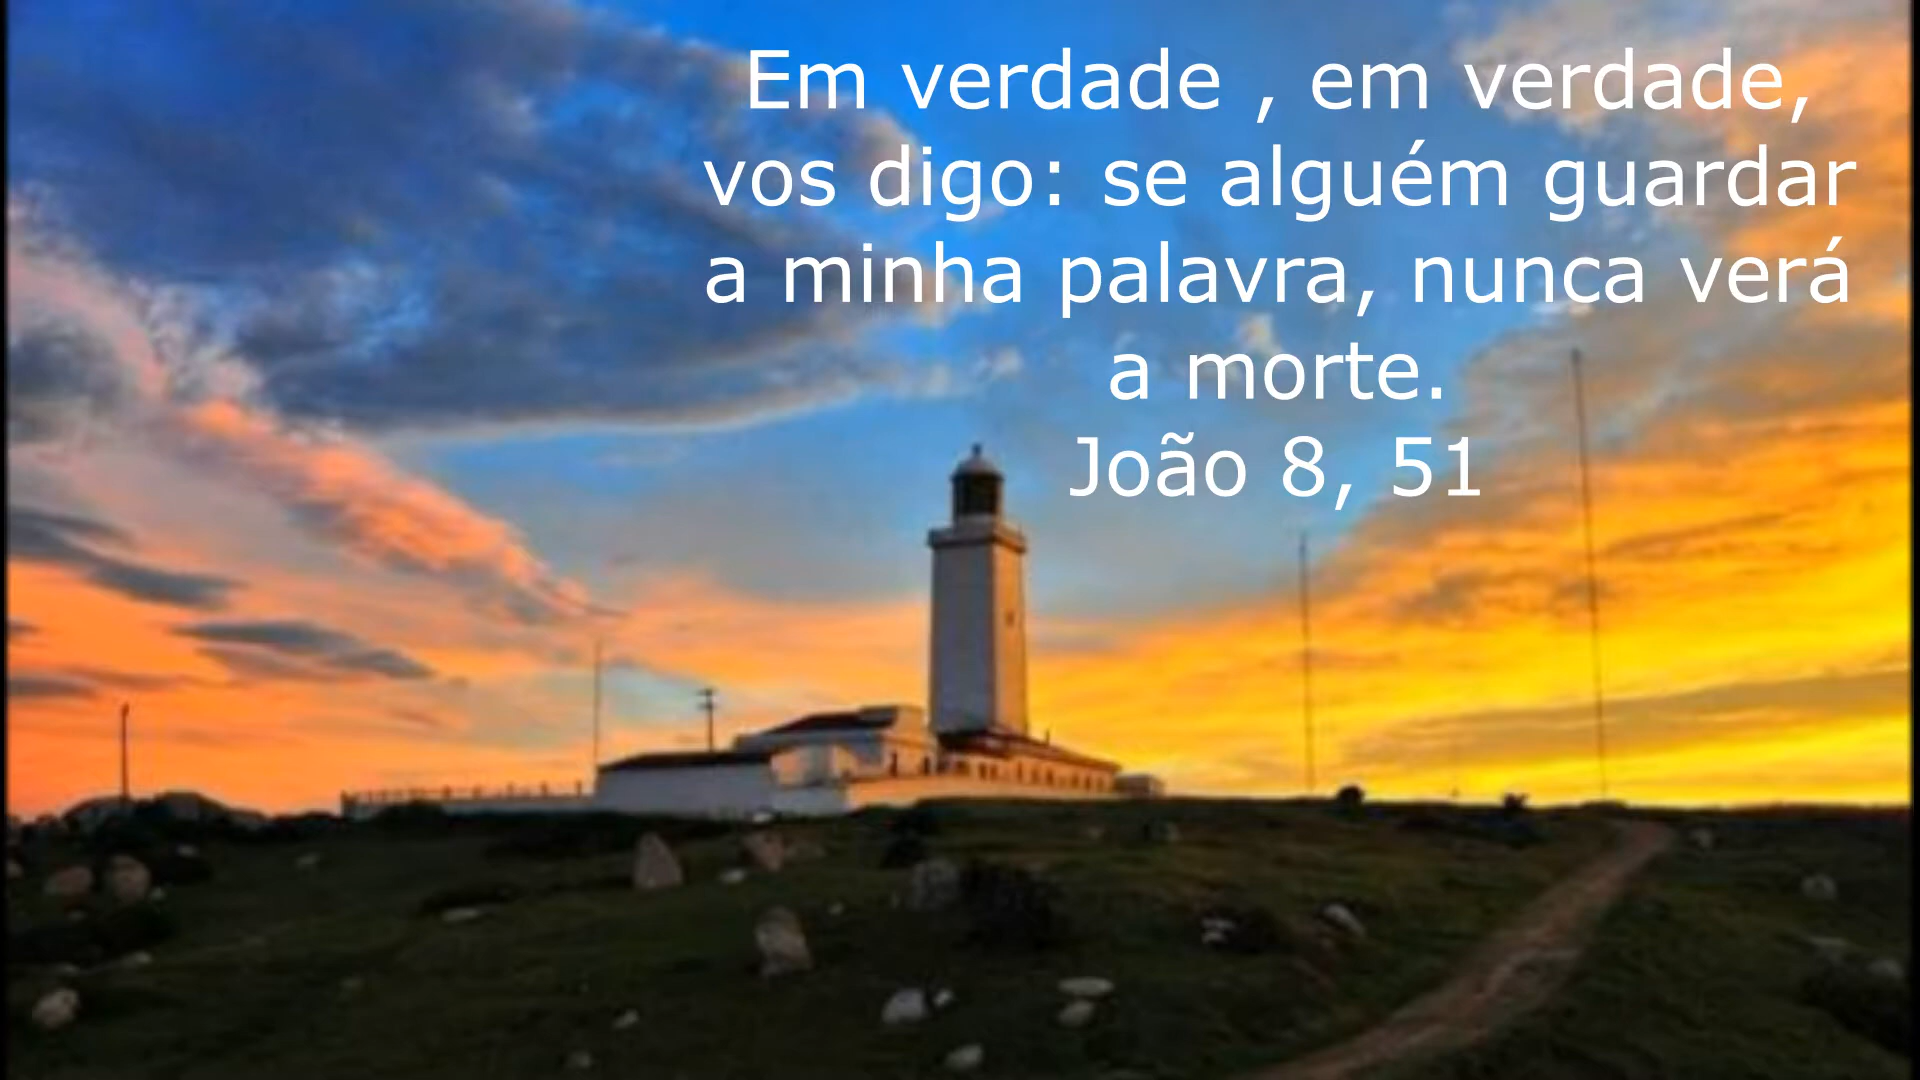 Em verdade , em verdade,
vos digo: se alguém guardar
a minha palavra, nunca verá
a morte.
João 8, 51